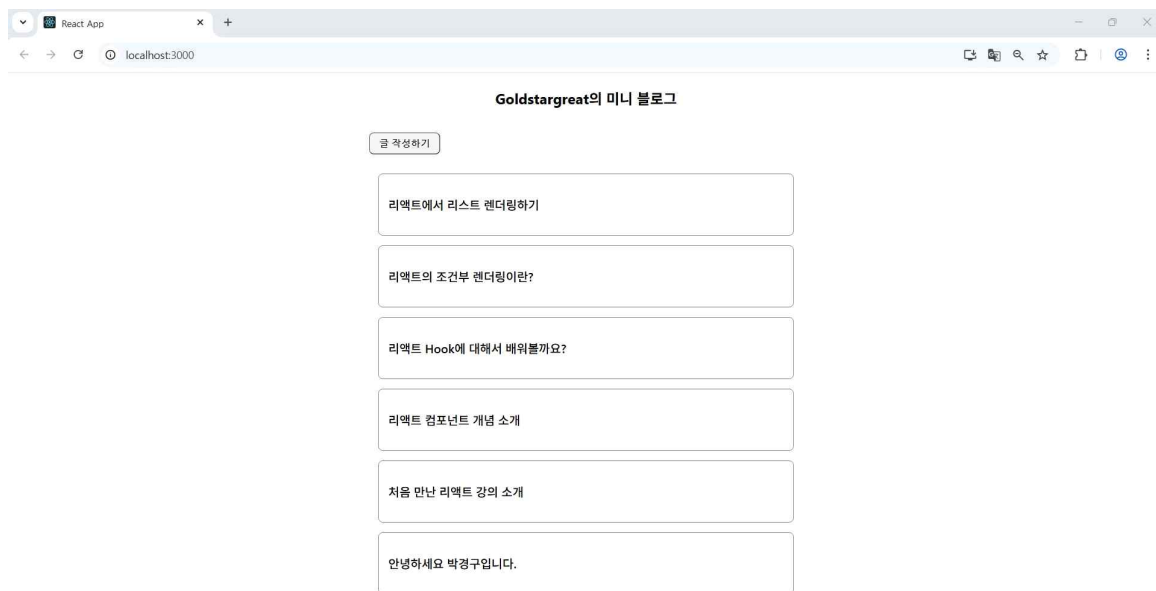 React App
localhost:3000
Goldstargreat의 미니 블로그
글 작성하기
리액트에서 리스트 렌더링하기
리액트의 조건부 렌더링이란?
리액트 Hook에 대해서 배워볼까요?
리액트 컴포넌트 개념 소개
처음 만난 리액트 강의 소개
안녕하세요 박경구입니다.